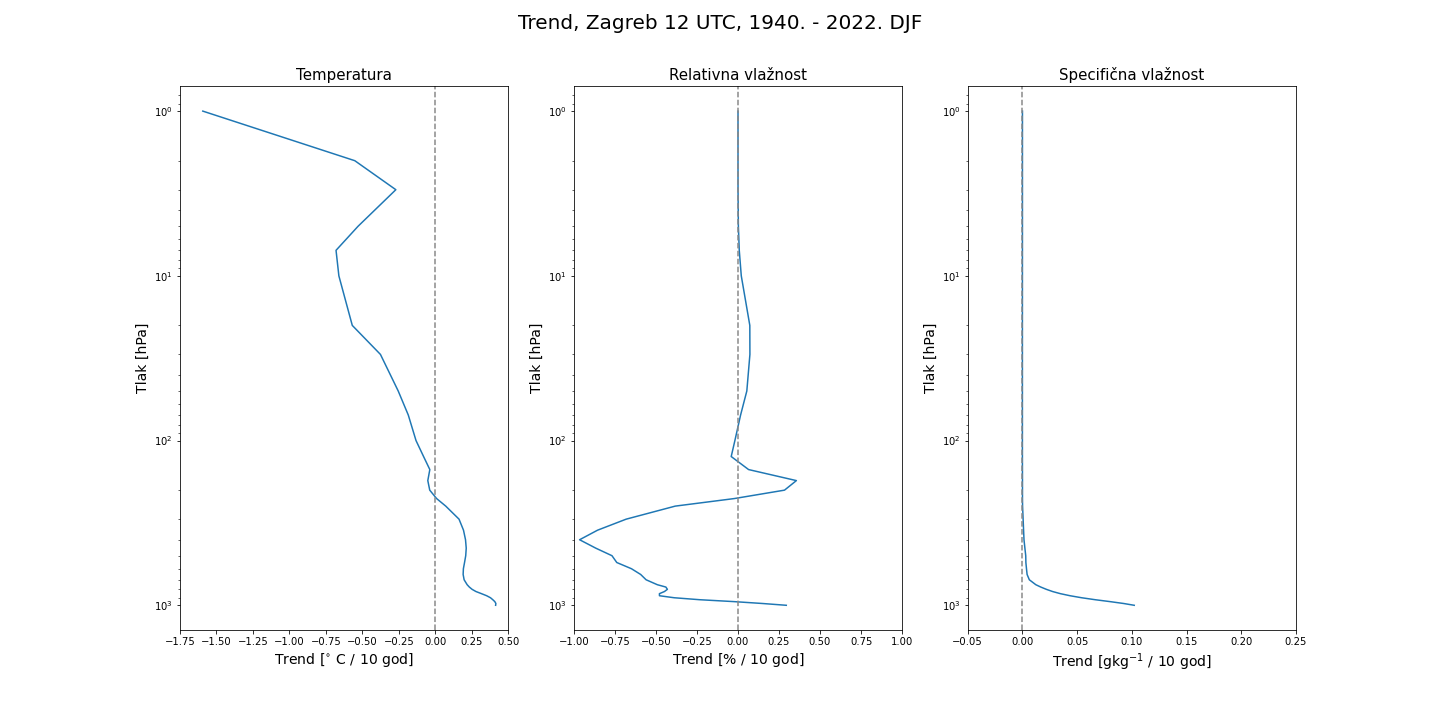 Trend, Zagreb 12 UTC, 1940. - 2022. DJF
Temperatura
Tlak [hPa]
10⁰
10¹
10²
10³
−1.75 −1.50 −1.25 −1.00 −0.75 −0.50 −0.25 0.00 0.25 0.50
Trend [° C / 10 god]
Relativna vlažnost
Tlak [hPa]
10⁰
10¹
10²
10³
−1.00 −0.75 −0.50 −0.25 0.00 0.25 0.50 0.75 1.00
Trend [% / 10 god]
Specifična vlažnost
Tlak [hPa]
10⁰
10¹
10²
10³
−0.05 0.00 0.05 0.10 0.15 0.20 0.25
Trend [gkg⁻¹ / 10 god]